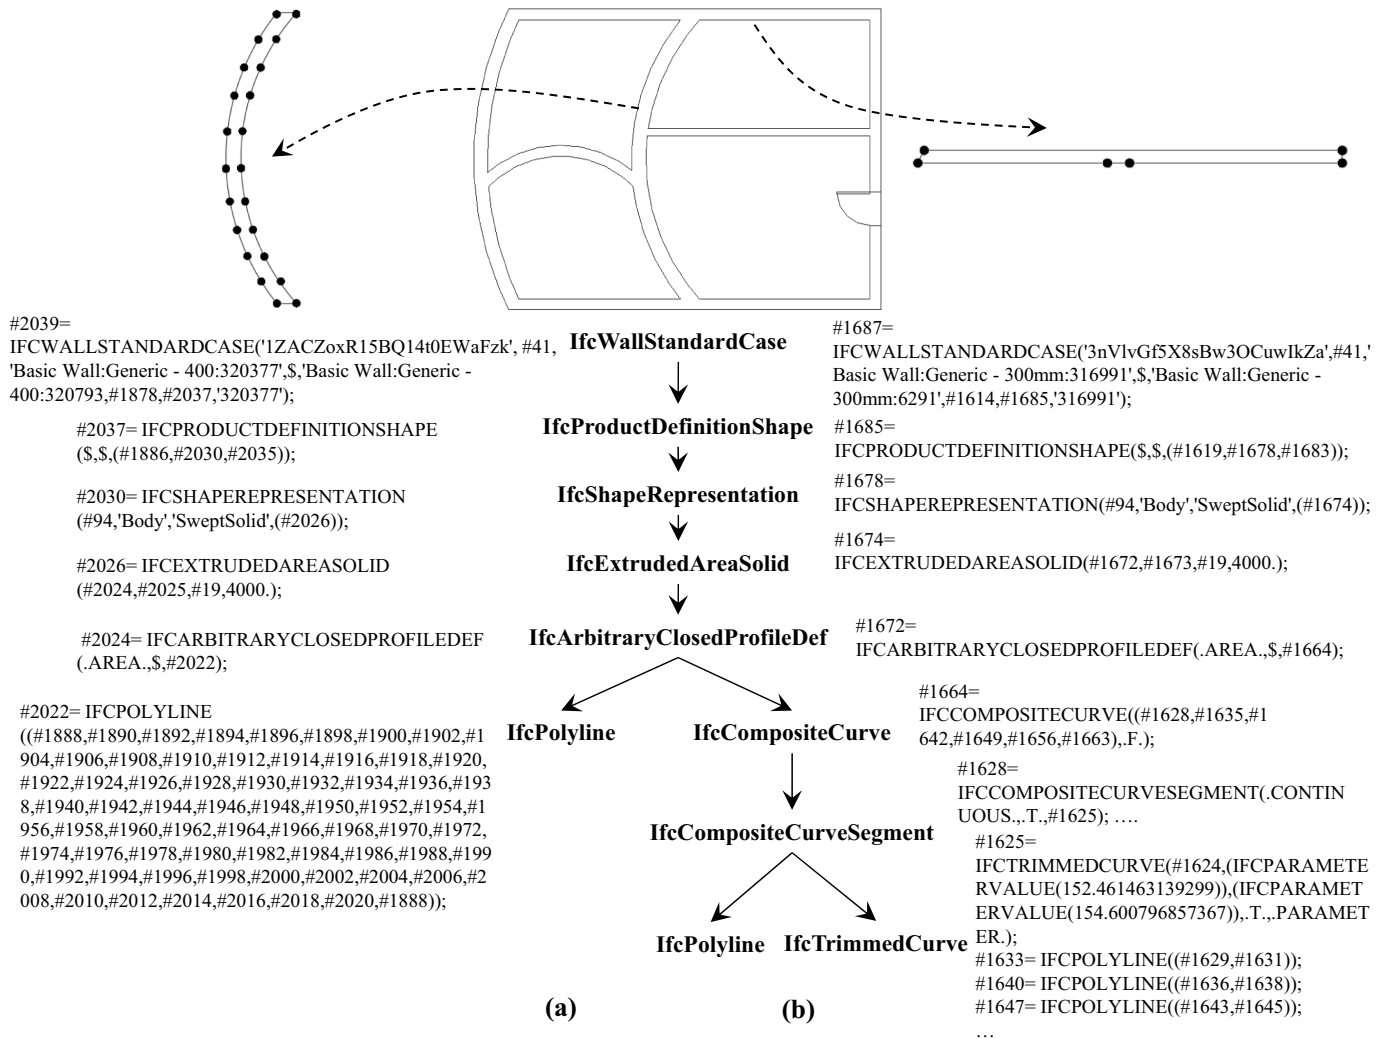 #2039=
IFCWALLSTANDARDCASE('1ZACZoxR15BQ14t0EWaFzk', #41,
'Basic Wall:Generic - 400:320377',$,'Basic Wall:Generic -
400:320793,#1878,#2037,'320377');
#2037= IFCPRODUCTDEFINITIONSHAPE
($,$,(#1886,#2030,#2035));
#2030= IFCSHAPEREPRESENTATION
(#94,'Body','SweptSolid',(#2026));
#2026= IFCEXTRUDEDAREASOLID
(#2024,#2025,#19,4000.);
#2024= IFCARBITRARYCLOSEDPROFILEDEF
(.AREA.,$,#2022);
#2022= IFCPOLYLINE
((#1888,#1890,#1892,#1894,#1896,#1898,#1900,#1902,#1
904,#1906,#1908,#1910,#1912,#1914,#1916,#1918,#1920,
#1922,#1924,#1926,#1928,#1930,#1932,#1934,#1936,#193
8,#1940,#1942,#1944,#1946,#1948,#1950,#1952,#1954,#1
956,#1958,#1960,#1962,#1964,#1966,#1968,#1970,#1972,
#1974,#1976,#1978,#1980,#1982,#1984,#1986,#1988,#199
0,#1992,#1994,#1996,#1998,#2000,#2002,#2004,#2006,#2
008,#2010,#2012,#2014,#2016,#2018,#2020,#1888));
IfcWallStandardCase
IfcProductDefinitionShape
IfcShapeRepresentation
IfcExtrudedAreaSolid
IfcArbitraryClosedProfileDef
IfcPolyline
IfcCompositeCurve
IfcCompositeCurveSegment
IfcPolyline
IfcTrimmedCurve
(a)
(b)
#1687=
IFCWALLSTANDARDCASE('3nVlvGf5X8sBw3OCuwIkZa',#41,'
Basic Wall:Generic - 300mm:316991',$,'Basic Wall:Generic -
300mm:6291',#1614,#1685,'316991');
#1685=
IFCPRODUCTDEFINITIONSHAPE($,$,(#1619,#1678,#1683));
#1678=
IFCSHAPEREPRESENTATION(#94,'Body','SweptSolid',(#1674));
#1674=
IFCEXTRUDEDAREASOLID(#1672,#1673,#19,4000.);
#1672=
IFCARBITRARYCLOSEDPROFILEDEF(.AREA.,$,#1664);
#1664=
IFCCOMPOSITECURVE((#1628,#1635,#1
642,#1649,#1656,#1663),.F.);
#1628=
IFCCOMPOSITECURVESEGMENT(.CONTIN
UOUS.,.T.,#1625); ….
#1625=
IFCTRIMMEDCURVE(#1624,(IFCPARAMETE
RVALUE(152.461463139299)),(IFCPARAMET
ERVALUE(154.600796857367)),.T.,.PARAMET
ER.);
#1633= IFCPOLYLINE((#1629,#1631));
#1640= IFCPOLYLINE((#1636,#1638));
#1647= IFCPOLYLINE((#1643,#1645));
…